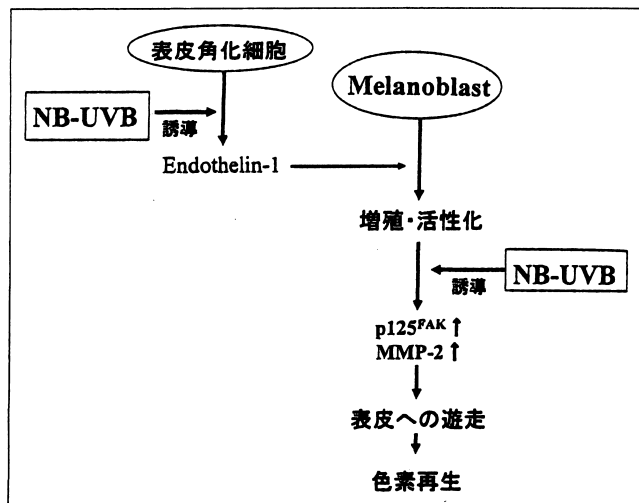 表皮角化細胞
Melanoblast
NB-UVB
誘導
Endothelin-1
増殖・活性化
NB-UVB
誘導
p125FAK↑
MMP-2↑
表皮への遊走
色素再生